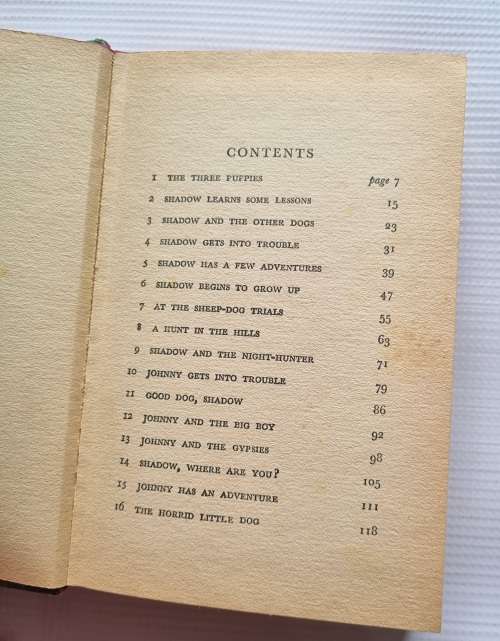 CONTENTS
1 THE THREE PUPPIES page 7
2 SHADOW LEARNS SOME LESSONS 15
3 SHADOW AND THE OTHER DOGS 23
4 SHADOW GETS INTO TROUBLE 31
5 SHADOW HAS A FEW ADVENTURES 39
6 SHADOW BEGINS TO GROW UP 47
7 AT THE SHEEP-DOG TRIALS 55
8 A HUNT IN THE HILLS 63
9 SHADOW AND THE NIGHT-HUNTER 71
10 JOHNNY GETS INTO TROUBLE 79
11 GOOD DOG, SHADOW 86
12 JOHNNY AND THE BIG BOY 92
13 JOHNNY AND THE GYPSIES 98
14 SHADOW, WHERE ARE YOU? 105
15 JOHNNY HAS AN ADVENTURE 111
16 THE HORRID LITTLE DOG 118